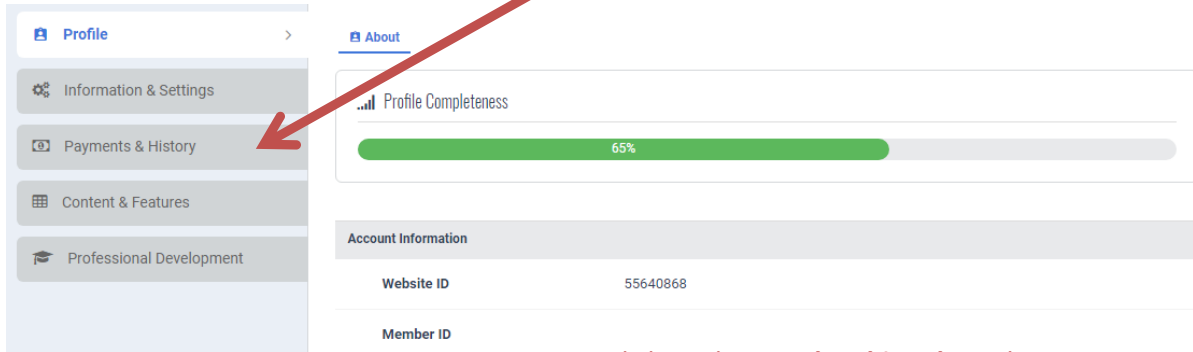 Profile
About
Information & Settings
Profile Completeness
Payments & History
65%
Content & Features
Account Information
Professional Development
Website ID 55640868
Member ID